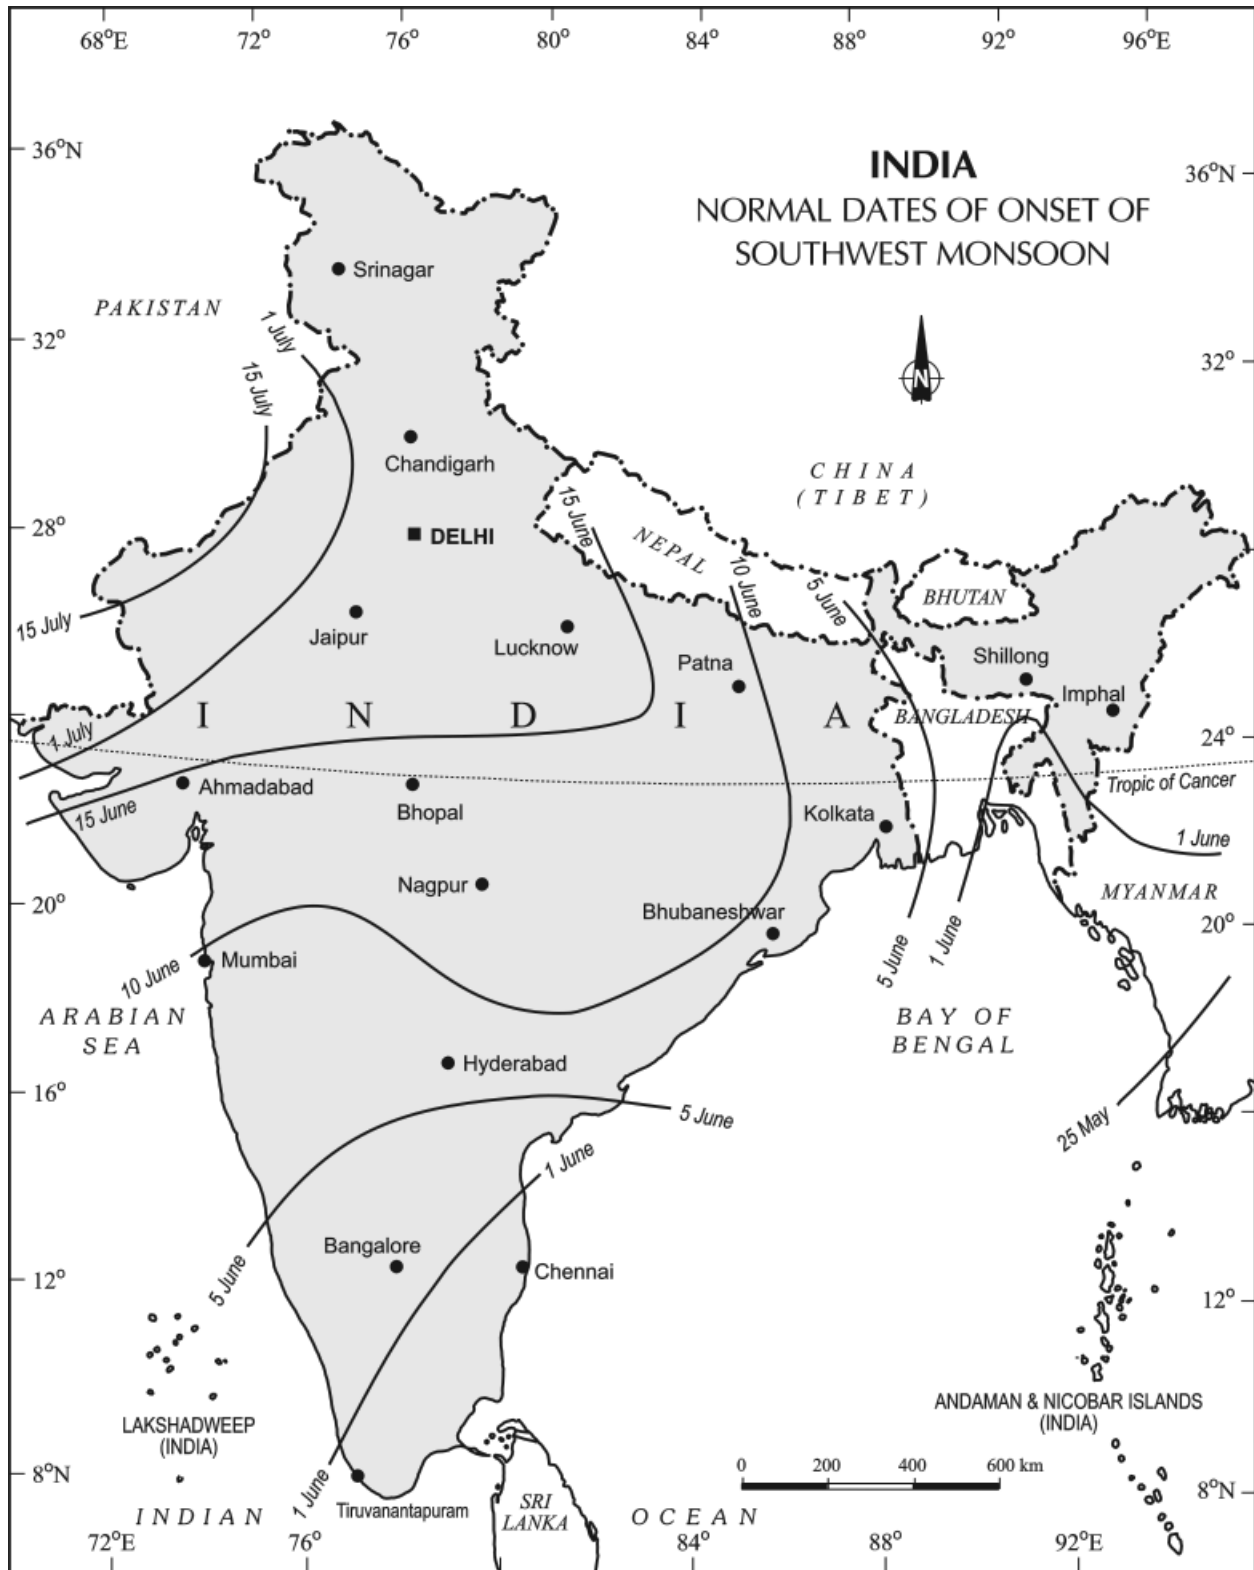 68°E 72° 76° 80° 84° 88° 92° 96°E
36°N
INDIA
NORMAL DATES OF ONSET OF
SOUTHWEST MONSOON
36°N
Srinagar
PAKISTAN
1 July
32°
15 July
32°
N
Chandigarh
CHINA
(TIBET)
15 June
28°
DELHI
NEPAL
10 June
5 June
BHUTAN
15 July
Jaipur
Lucknow
Patna
Shillong
Imphal
I N D I A
BANGLADESH
1 July
24°
Ahmadabad
Bhopal
Tropic of Cancer
15 June
Kolkata
1 June
Nagpur
MYANMAR
20°
Bhubaneshwar
20°
1 June
5 June
10 June
Mumbai
ARABIAN
SEA
BAY OF
BENGAL
Hyderabad
16°
5 June
25 May
1 June
Bangalore
Chennai
5 June
12°
12°
LAKSHADWEEP
(INDIA)
ANDAMAN & NICOBAR ISLANDS
(INDIA)
8°N
0 200 400 600 km
1 June
8°N
Tiruvanantapuram
SRI
LANKA
INDIAN OCEAN
72°E 76° 84° 88° 92°E